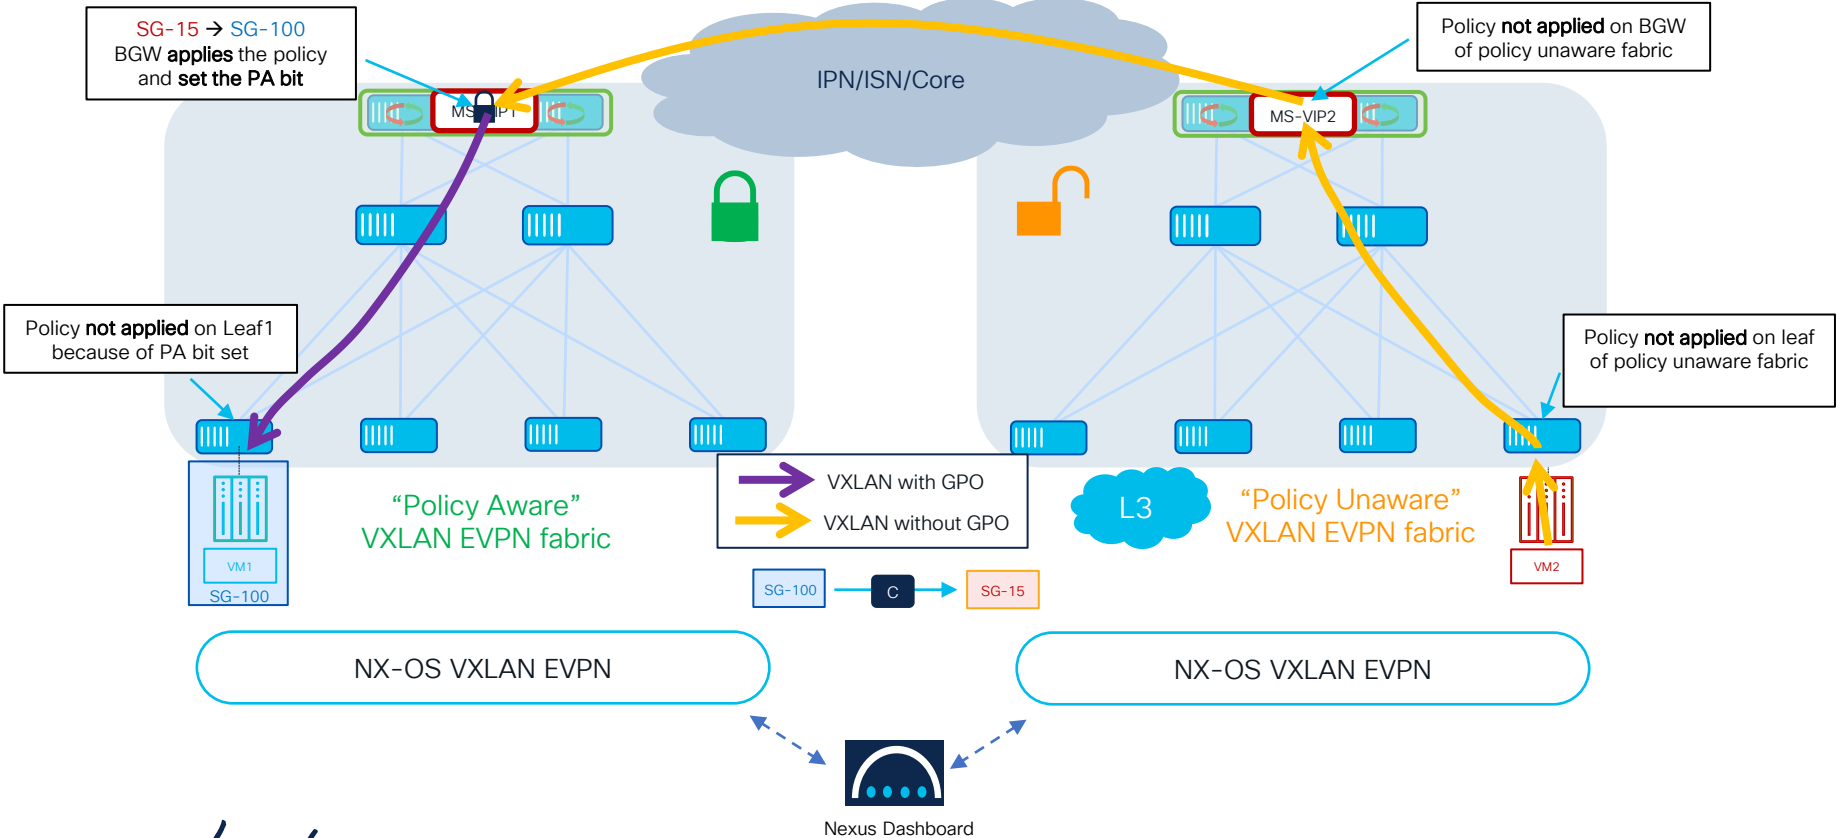 SG-15 → SG-100
BGW applies the policy
and set the PA bit
IPN/ISN/Core
Policy not applied on BGW
of policy unaware fabric
MS-VIP1
MS-VIP2
Policy not applied on Leaf1
because of PA bit set
Policy not applied on leaf
of policy unaware fabric
VXLAN with GPO
VXLAN without GPO
“Policy Aware”
VXLAN EVPN fabric
L3
“Policy Unaware”
VXLAN EVPN fabric
VM1
SG-100
VM2
SG-100
C
SG-15
NX-OS VXLAN EVPN
NX-OS VXLAN EVPN
Nexus Dashboard